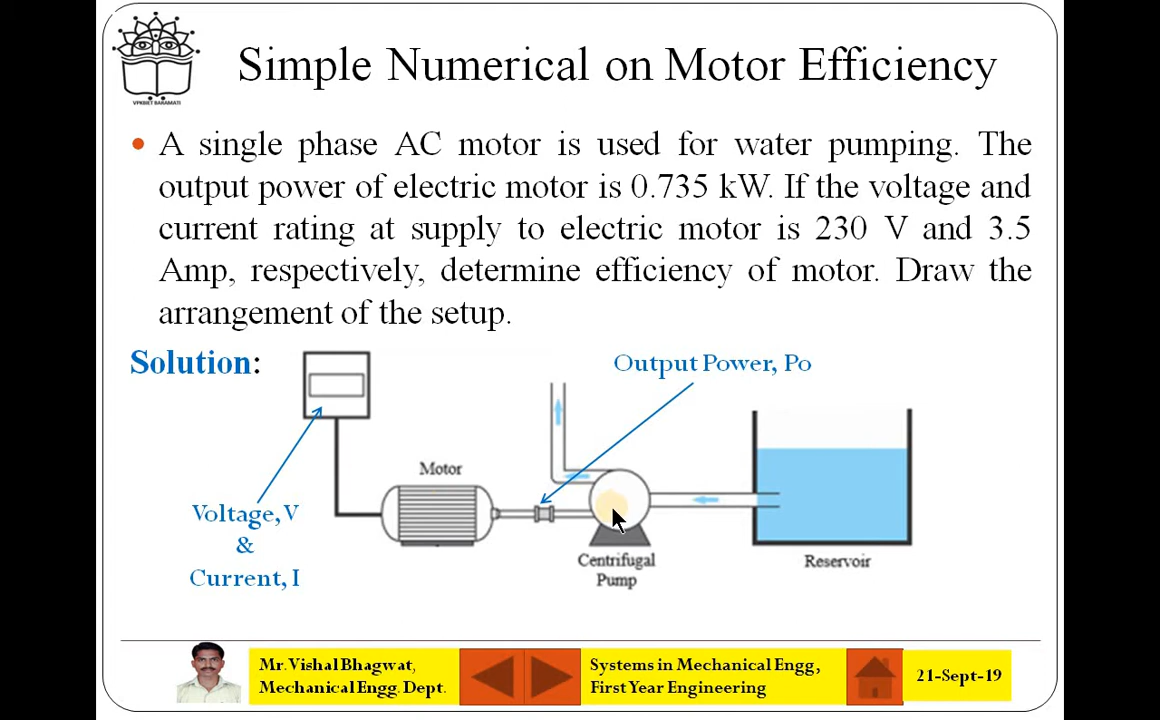 VPKBIET BARAMATI
Simple Numerical on Motor Efficiency
A single phase AC motor is used for water pumping. The
output power of electric motor is 0.735 kW. If the voltage and
current rating at supply to electric motor is 230 V and 3.5
Amp, respectively, determine efficiency of motor. Draw the
arrangement of the setup.
Solution:
Output Power, Po
Motor
Voltage, V
&
Current, I
Centrifugal
Pump
Reservoir
Mr. Vishal Bhagwat,
Mechanical Engg. Dept.
Systems in Mechanical Engg,
First Year Engineering
21-Sept-19